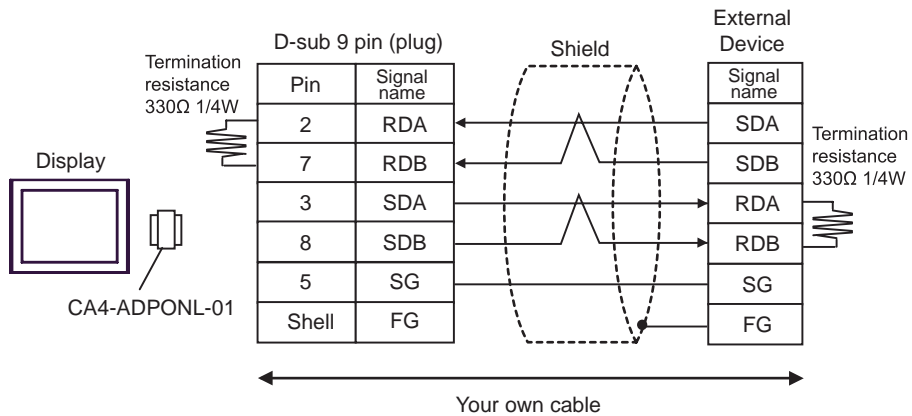 External
Device
D-sub 9 pin (plug)
Shield
Termination
resistance
330Ω 1/4W
Pin
Signal
name
Signal
name
2
RDA
SDA
7
RDB
SDB
3
SDA
RDA
8
SDB
RDB
5
SG
SG
Shell
FG
FG
Termination
resistance
330Ω 1/4W
Display
CA4-ADPONL-01
Your own cable